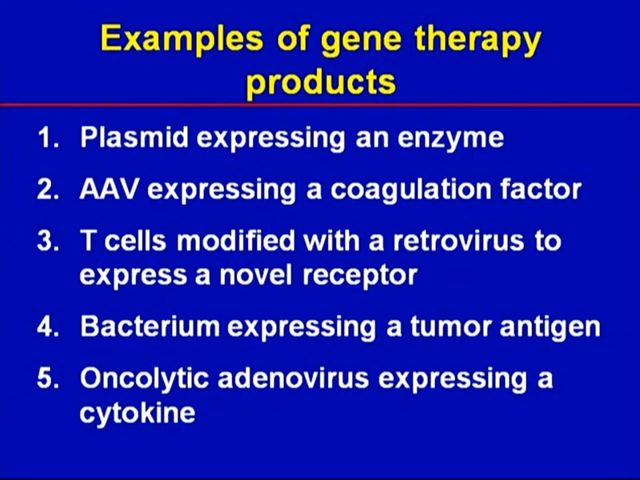 Examples of gene therapy
products
1. Plasmid expressing an enzyme
2. AAV expressing a coagulation factor
3. T cells modified with a retrovirus to
express a novel receptor
4. Bacterium expressing a tumor antigen
5. Oncolytic adenovirus expressing a
cytokine